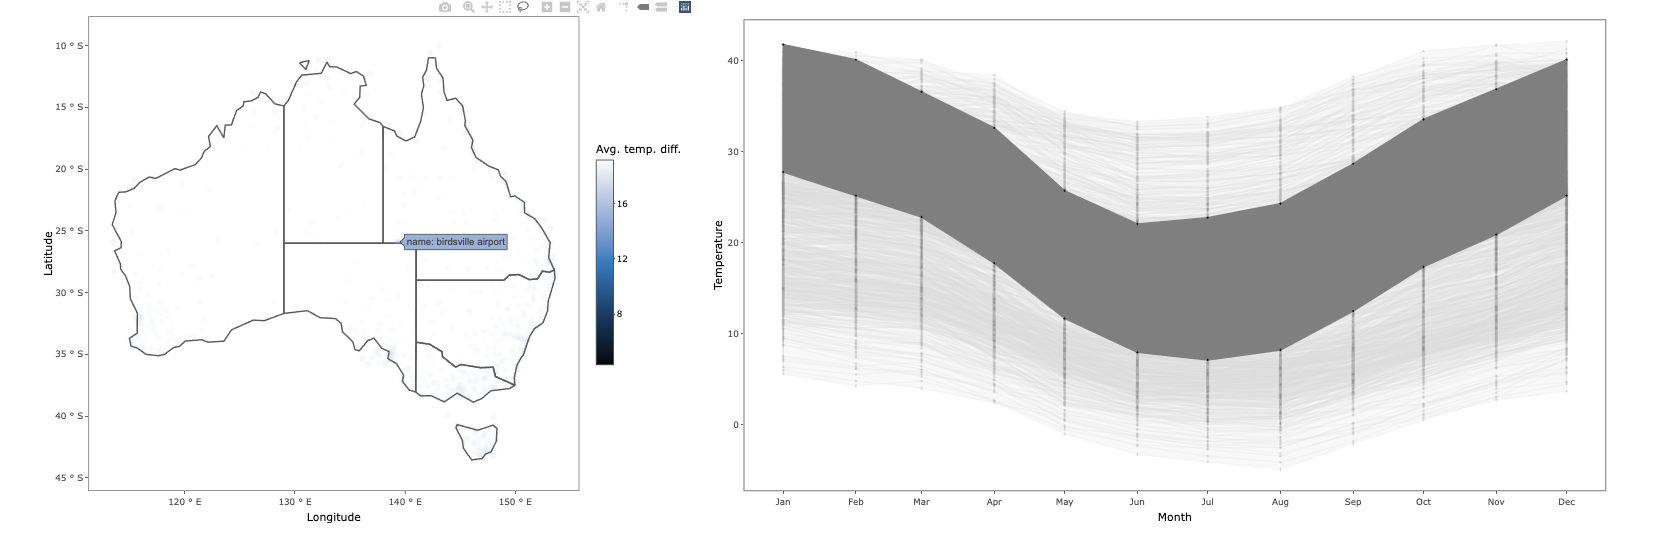 10 ° S
15 ° S
20 ° S
25 ° S
30 ° S
35 ° S
40 ° S
45 ° S
Latitude
120 ° E
130 ° E
140 ° E
150 ° E
Longitude
name: birdsville airport
Avg. temp. diff.
16
12
8
40
30
20
10
0
Temperature
Jan
Feb
Mar
Apr
May
Jun
Jul
Aug
Sep
Oct
Nov
Dec
Month